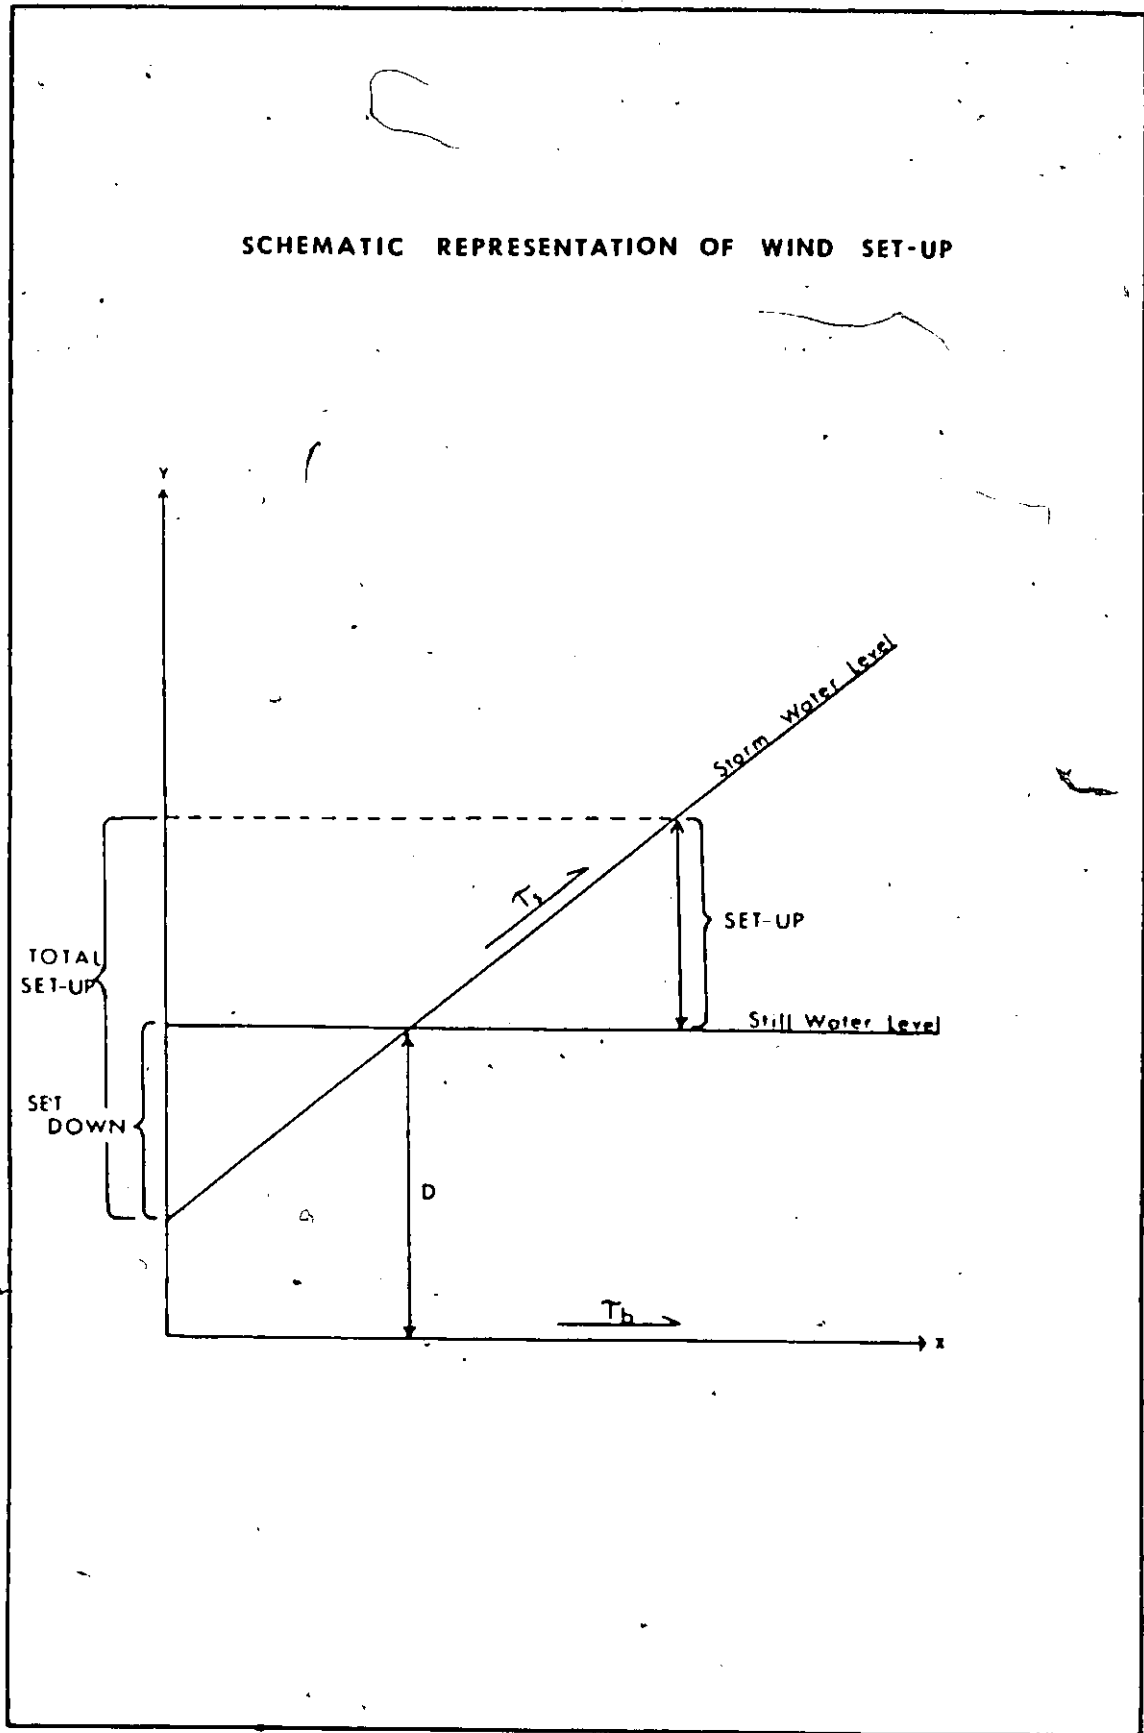 SCHEMATIC REPRESENTATION OF WIND SET-UP
Y
Storm Water Level
τs
SET-UP
TOTAL
SET-UP
Still Water Level
SET
DOWN
D
τb
x